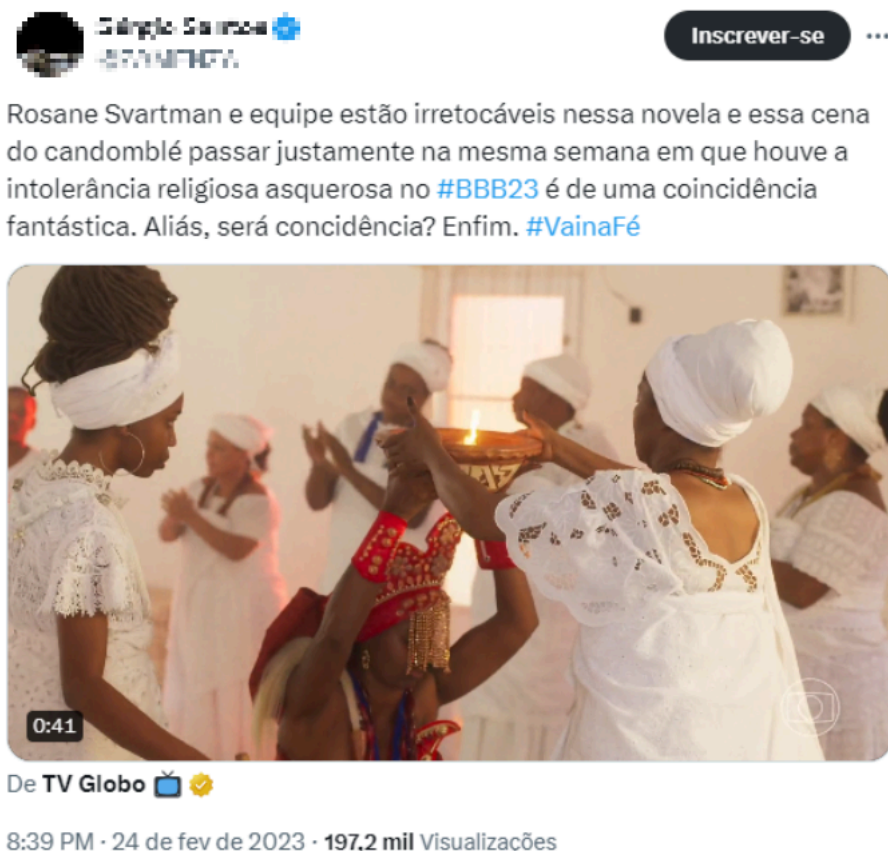 Inscrever-se
Rosane Svartman e equipe estão irretocáveis nessa novela e essa cena
do candomblé passar justamente na mesma semana em que houve a
intolerância religiosa asquerosa no #BBB23 é de uma coincidência
fantástica. Aliás, será concidência? Enfim. #VainaFé
0:41
De TV Globo
8:39 PM · 24 de fev de 2023 · 197,2 mil Visualizações